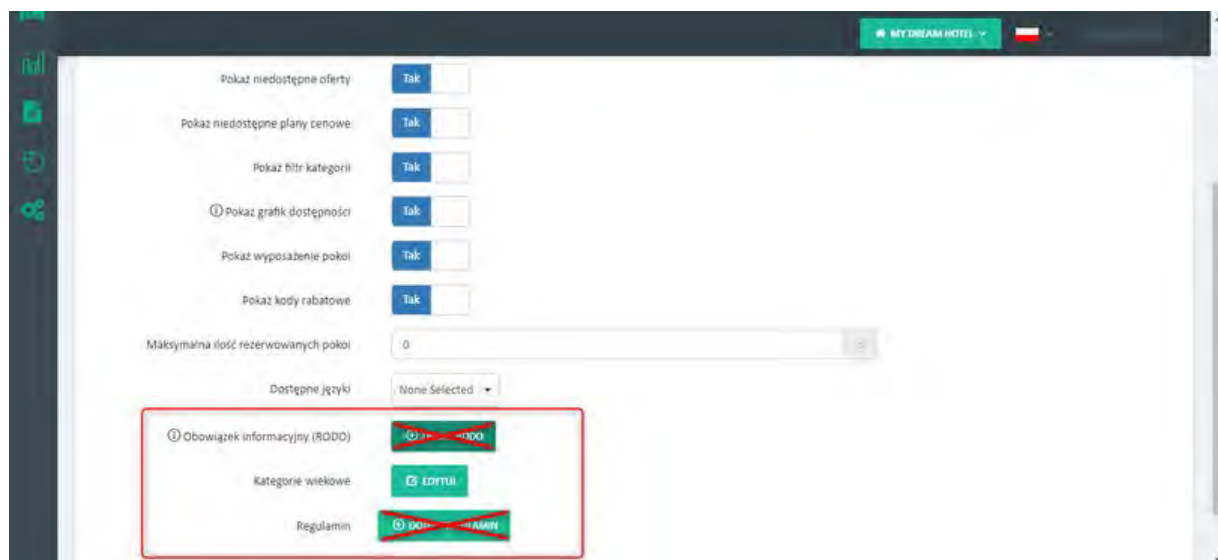 MY DREAM HOTEL
Pokaż niedostępne oferty Tak
Pokaż niedostępne plany cenowe Tak
Pokaż filtr kategorii Tak
Pokaż grafik dostępności Tak
Pokaż wyposażenie pokoi Tak
Pokaż kody rabatowe Tak
Maksymalna ilość rezerwowanych pokoi 0
Dostępne języki None Selected
Obowiązek informacyjny (RODO)
Kategorie wiekowe EDYTUJ
Regulamin